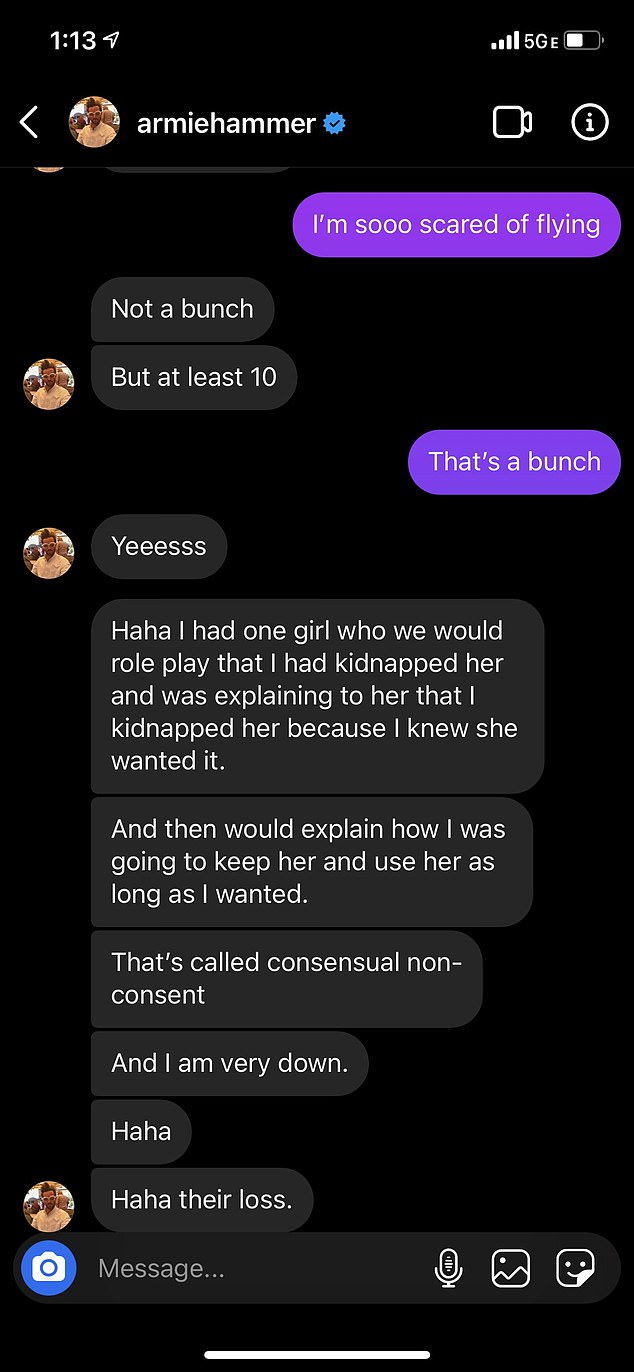 1:13
5GE
armiehammer
I’m sooo scared of flying
Not a bunch
But at least 10
That’s a bunch
Yeeesss
Haha I had one girl who we would
role play that I had kidnapped her
and was explaining to her that I
kidnapped her because I knew she
wanted it.
And then would explain how I was
going to keep her and use her as
long as I wanted.
That’s called consensual non-
consent
And I am very down.
Haha
Haha their loss.
Message...